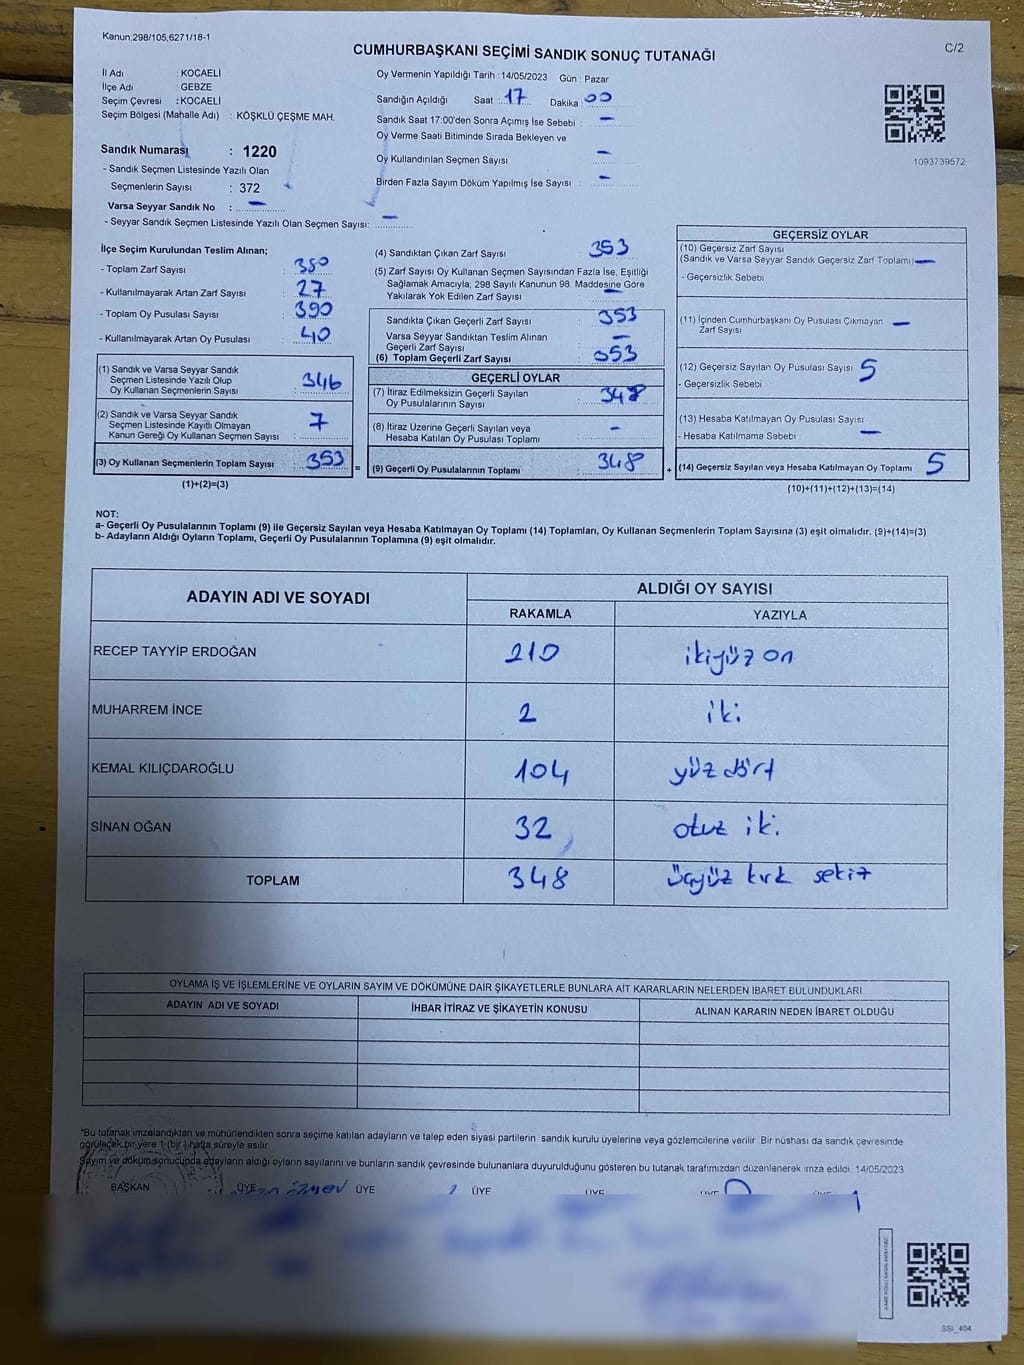 Kanun;298/105;6271/18-1
C/2
CUMHURBAŞKANI SEÇİMİ SANDIK SONUÇ TUTANAĞI
İl Adı : KOCAELİ
İlçe Adı : GEBZE
Seçim Çevresi : KOCAELİ
Seçim Bölgesi (Mahalle Adı) : KÖŞKLÜ ÇEŞME MAH.
Sandık Numarası : 1220
- Sandık Seçmen Listesinde Yazılı Olan
Seçmenlerin Sayısı : 372
Varsa Seyyar Sandık No : -
- Seyyar Sandık Seçmen Listesinde Yazılı Olan Seçmen Sayısı: -
Oy Vermenin Yapıldığı Tarih : 14/05/2023 Gün : Pazar
Sandığın Açıldığı Saat : 17 Dakika : 00
Sandık Saat 17:00'den Sonra Açımış İse Sebebi : -
Oy Verme Saati Bitiminde Sırada Bekleyen ve
Oy Kullandırılan Seçmen Sayısı -
Birden Fazla Sayım Döküm Yapılmış İse Sayısı : -
1093739572
İlçe Seçim Kurulundan Teslim Alınan;
- Toplam Zarf Sayısı : 380
- Kullanılmayarak Artan Zarf Sayısı : 27
- Toplam Oy Pusulası Sayısı : 390
- Kullanılmayarak Artan Oy Pusulası : 40
(1) Sandık ve Varsa Seyyar Sandık
Seçmen Listesinde Yazılı Olup
Oy Kullanan Seçmenlerin Sayısı : 346
(2) Sandık ve Varsa Seyyar Sandık
Seçmen Listesinde Kayıtlı Olmayan
Kanun Gereği Oy Kullanan Seçmen Sayısı : 7
(3) Oy Kullanan Seçmenlerin Toplam Sayısı : 353
(1)+(2)=(3)
(4) Sandıktan Çıkan Zarf Sayısı : 353
(5) Zarf Sayısı Oy Kullanan Seçmen Sayısından Fazla İse, Eşitliği
Sağlamak Amacıyla; 298 Sayılı Kanunun 98. Maddesine Göre
Yakılarak Yok Edilen Zarf Sayısı : -
Sandıkta Çıkan Geçerli Zarf Sayısı : 353
Varsa Seyyar Sandıktan Teslim Alınan
Geçerli Zarf Sayısı : -
(6) Toplam Geçerli Zarf Sayısı : 353
GEÇERLİ OYLAR
(7) İtiraz Edilmeksizin Geçerli Sayılan
Oy Pusulalarının Sayısı : 348
(8) İtiraz Üzerine Geçerli Sayılan veya
Hesaba Katılan Oy Pusulası Toplamı : -
= (9) Geçerli Oy Pusulalarının Toplamı : 348 +
GEÇERSİZ OYLAR
(10) Geçersiz Zarf Sayısı
(Sandık ve Varsa Seyyar Sandık Geçersiz Zarf Toplamı) -
- Geçersizlik Sebebi :
(11) İçinden Cumhurbaşkanı Oy Pusulası Çıkmayan
Zarf Sayısı -
(12) Geçersiz Sayılan Oy Pusulası Sayısı : 5
- Geçersizlik Sebebi :
(13) Hesaba Katılmayan Oy Pusulası Sayısı :
- Hesaba Katılmama Sebebi : -
(14) Geçersiz Sayılan veya Hesaba Katılmayan Oy Toplamı : 5
(10)+(11)+(12)+(13)=(14)
NOT:
a- Geçerli Oy Pusulalarının Toplamı (9) ile Geçersiz Sayılan veya Hesaba Katılmayan Oy Toplamı (14) Toplamları, Oy Kullanan Seçmenlerin Toplam Sayısına (3) eşit olmalıdır. (9)+(14)=(3)
b- Adayların Aldığı Oyların Toplamı, Geçerli Oy Pusulalarının Toplamına (9) eşit olmalıdır.
ADAYIN ADI VE SOYADI ALDIĞI OY SAYISI
RAKAMLA YAZIYLA
RECEP TAYYİP ERDOĞAN 210 ikiyüz on
MUHARREM İNCE 2 iki
KEMAL KILIÇDAROĞLU 104 yüz dört
SİNAN OĞAN 32 otuz iki
TOPLAM 348 üçyüz kırk sekiz
OYLAMA İŞ VE İŞLEMLERİNE VE OYLARIN SAYIM VE DÖKÜMÜNE DAİR ŞİKAYETLERLE BUNLARA AİT KARARLARIN NELERDEN İBARET BULUNDUKLARI
ADAYIN ADI VE SOYADI İHBAR İTİRAZ VE ŞİKAYETİN KONUSU ALINAN KARARIN NEDEN İBARET OLDUĞU
*Bu tutanak imzalandıktan ve mühürlendikten sonra seçime katılan adayların ve talep eden siyasi partilerin sandık kurulu üyelerine veya gözlemcilerine verilir. Bir nüshası da sandık çevresinde
görülecek bir yere 1 (bir) hafta süreyle asılır.
Sayım ve döküm sonucunda adayların aldığı oyların sayılarını ve bunların sandık çevresinde bulunanlara duyurulduğunu gösteren bu tutanak tarafımızdan düzenlenerek imza edildi. 14/05/2023
BAŞKAN ÜYE ÜYE ÜYE ÜYE ÜYE ÜYE
SSI_404